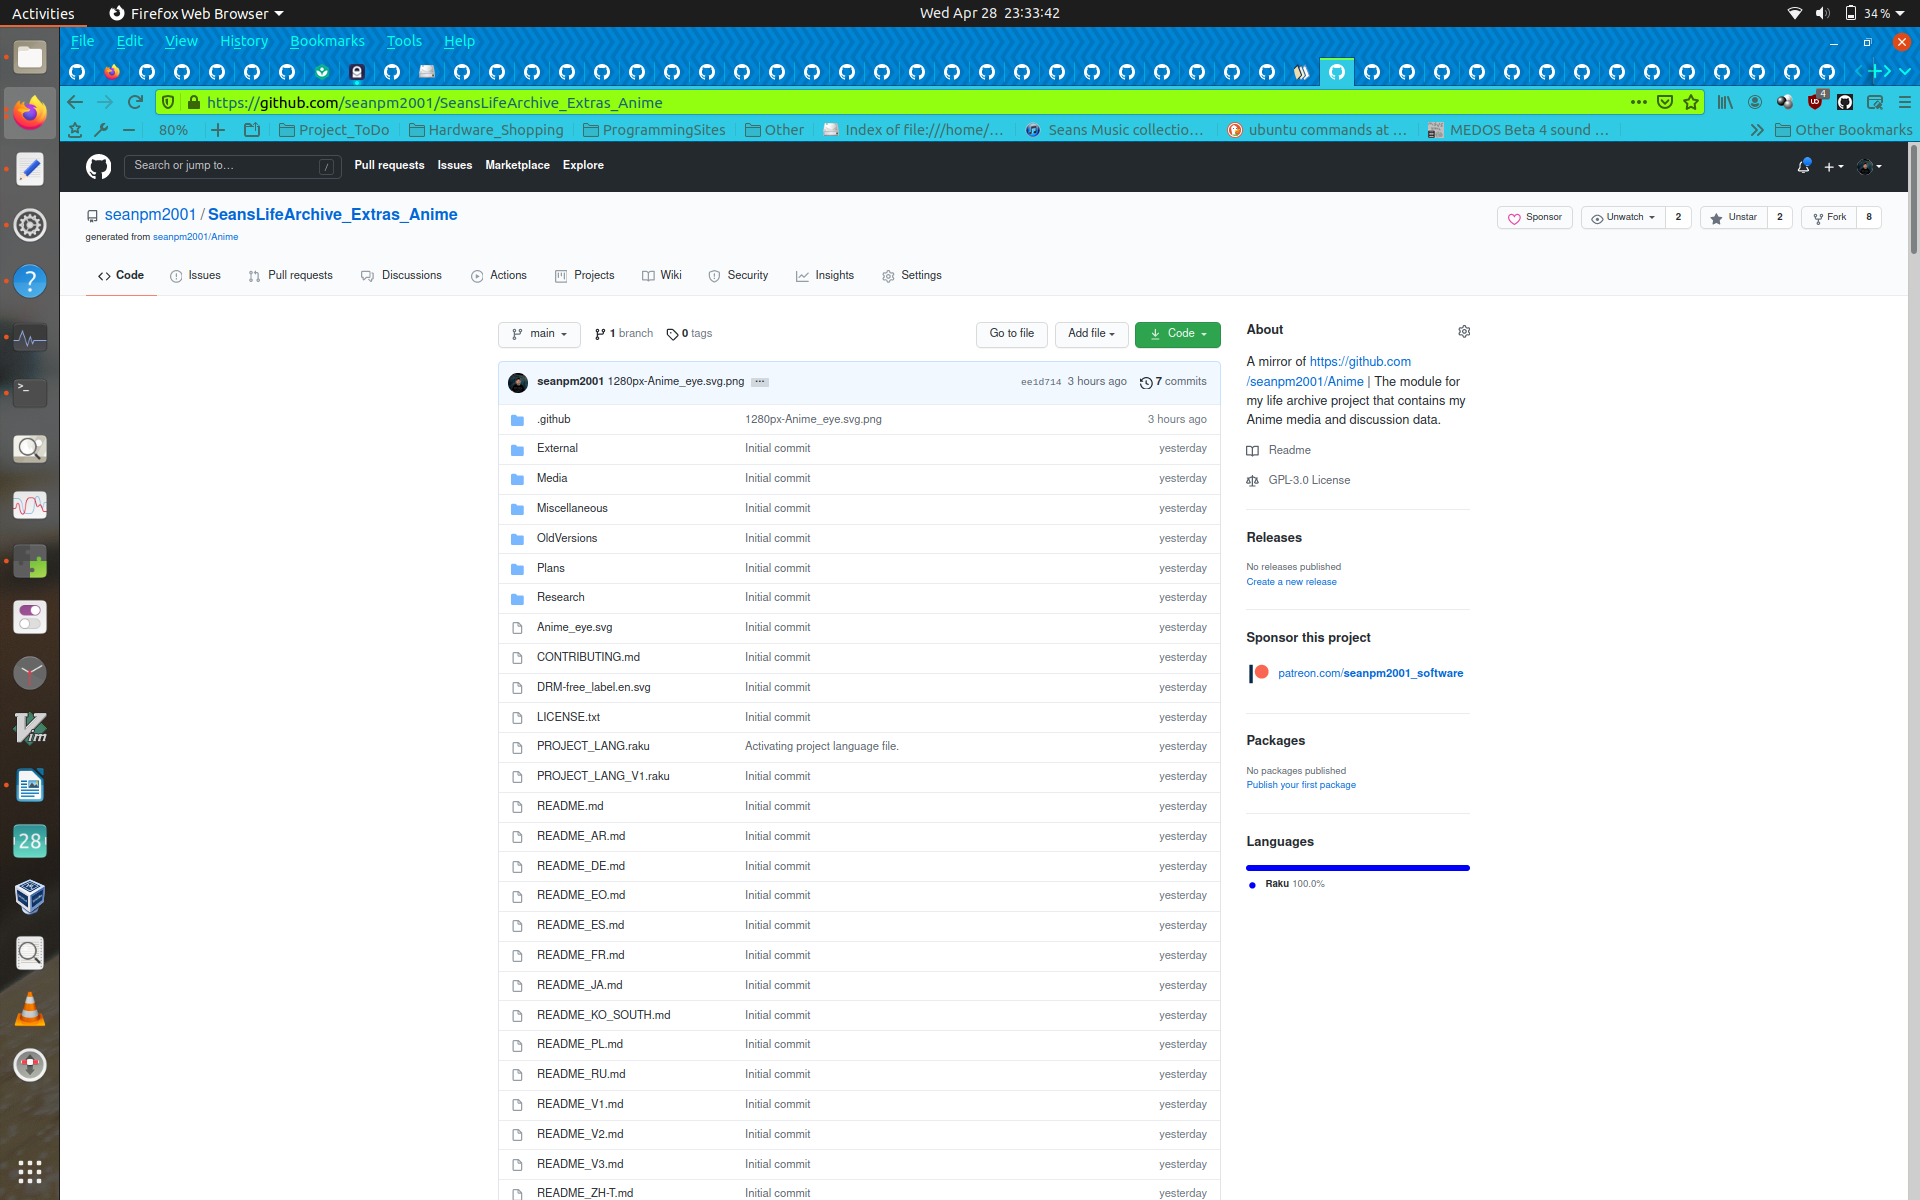 Activities
Firefox Web Browser
Wed Apr 28 23:33:42
34 %
File Edit View History Bookmarks Tools Help
https://github.com/seanpm2001/SeansLifeArchive_Extras_Anime
4
80%
Project_ToDo
Hardware_Shopping
ProgrammingSites
Other
Index of file:///home/...
Seans Music collectio...
ubuntu commands at ...
MEDOS Beta 4 sound ...
Other Bookmarks
Search or jump to... /
Pull requests Issues Marketplace Explore
seanpm2001 / SeansLifeArchive_Extras_Anime
generated from seanpm2001/Anime
Sponsor
Unwatch 2
Unstar 2
Fork 8
Code Issues Pull requests Discussions Actions Projects Wiki Security Insights Settings
main
1 branch
0 tags
Go to file
Add file
Code
seanpm2001 1280px-Anime_eye.svg.png ... ee1d714 3 hours ago 7 commits
.github 1280px-Anime_eye.svg.png 3 hours ago
External Initial commit yesterday
Media Initial commit yesterday
Miscellaneous Initial commit yesterday
OldVersions Initial commit yesterday
Plans Initial commit yesterday
Research Initial commit yesterday
Anime_eye.svg Initial commit yesterday
CONTRIBUTING.md Initial commit yesterday
DRM-free_label.en.svg Initial commit yesterday
LICENSE.txt Initial commit yesterday
PROJECT_LANG.raku Activating project language file. yesterday
PROJECT_LANG_V1.raku Initial commit yesterday
README.md Initial commit yesterday
README_AR.md Initial commit yesterday
README_DE.md Initial commit yesterday
README_EO.md Initial commit yesterday
README_ES.md Initial commit yesterday
README_FR.md Initial commit yesterday
README_JA.md Initial commit yesterday
README_KO_SOUTH.md Initial commit yesterday
README_PL.md Initial commit yesterday
README_RU.md Initial commit yesterday
README_V1.md Initial commit yesterday
README_V2.md Initial commit yesterday
README_V3.md Initial commit yesterday
README_ZH-T.md Initial commit yesterday
About
A mirror of https://github.com
/seanpm2001/Anime | The module for
my life archive project that contains my
Anime media and discussion data.
Readme
GPL-3.0 License
Releases
No releases published
Create a new release
Sponsor this project
patreon.com/seanpm2001_software
Packages
No packages published
Publish your first package
Languages
Raku 100.0%
28